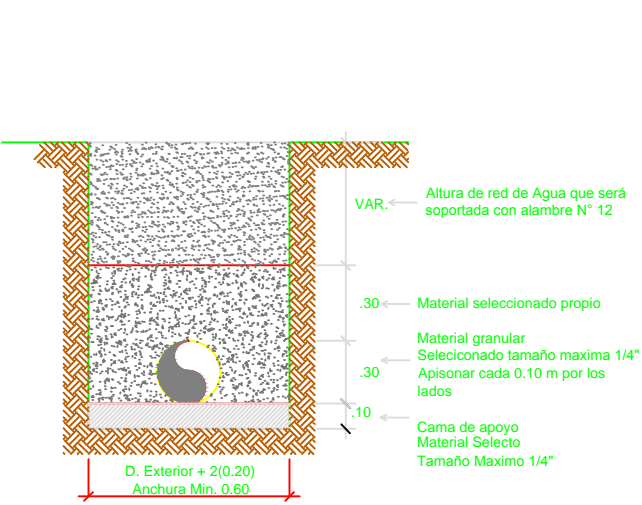 VAR.
Altura de red de Agua que será
soportada con alambre N° 12
.30
Material seleccionado propio
Material granular
Seleciconado tamaño maxima 1/4"
.30
Apisonar cada 0.10 m por los
lados
.10
Cama de apoyo
Material Selecto
Tamaño Maximo 1/4"
D. Exterior + 2(0.20)
Anchura Min. 0.60